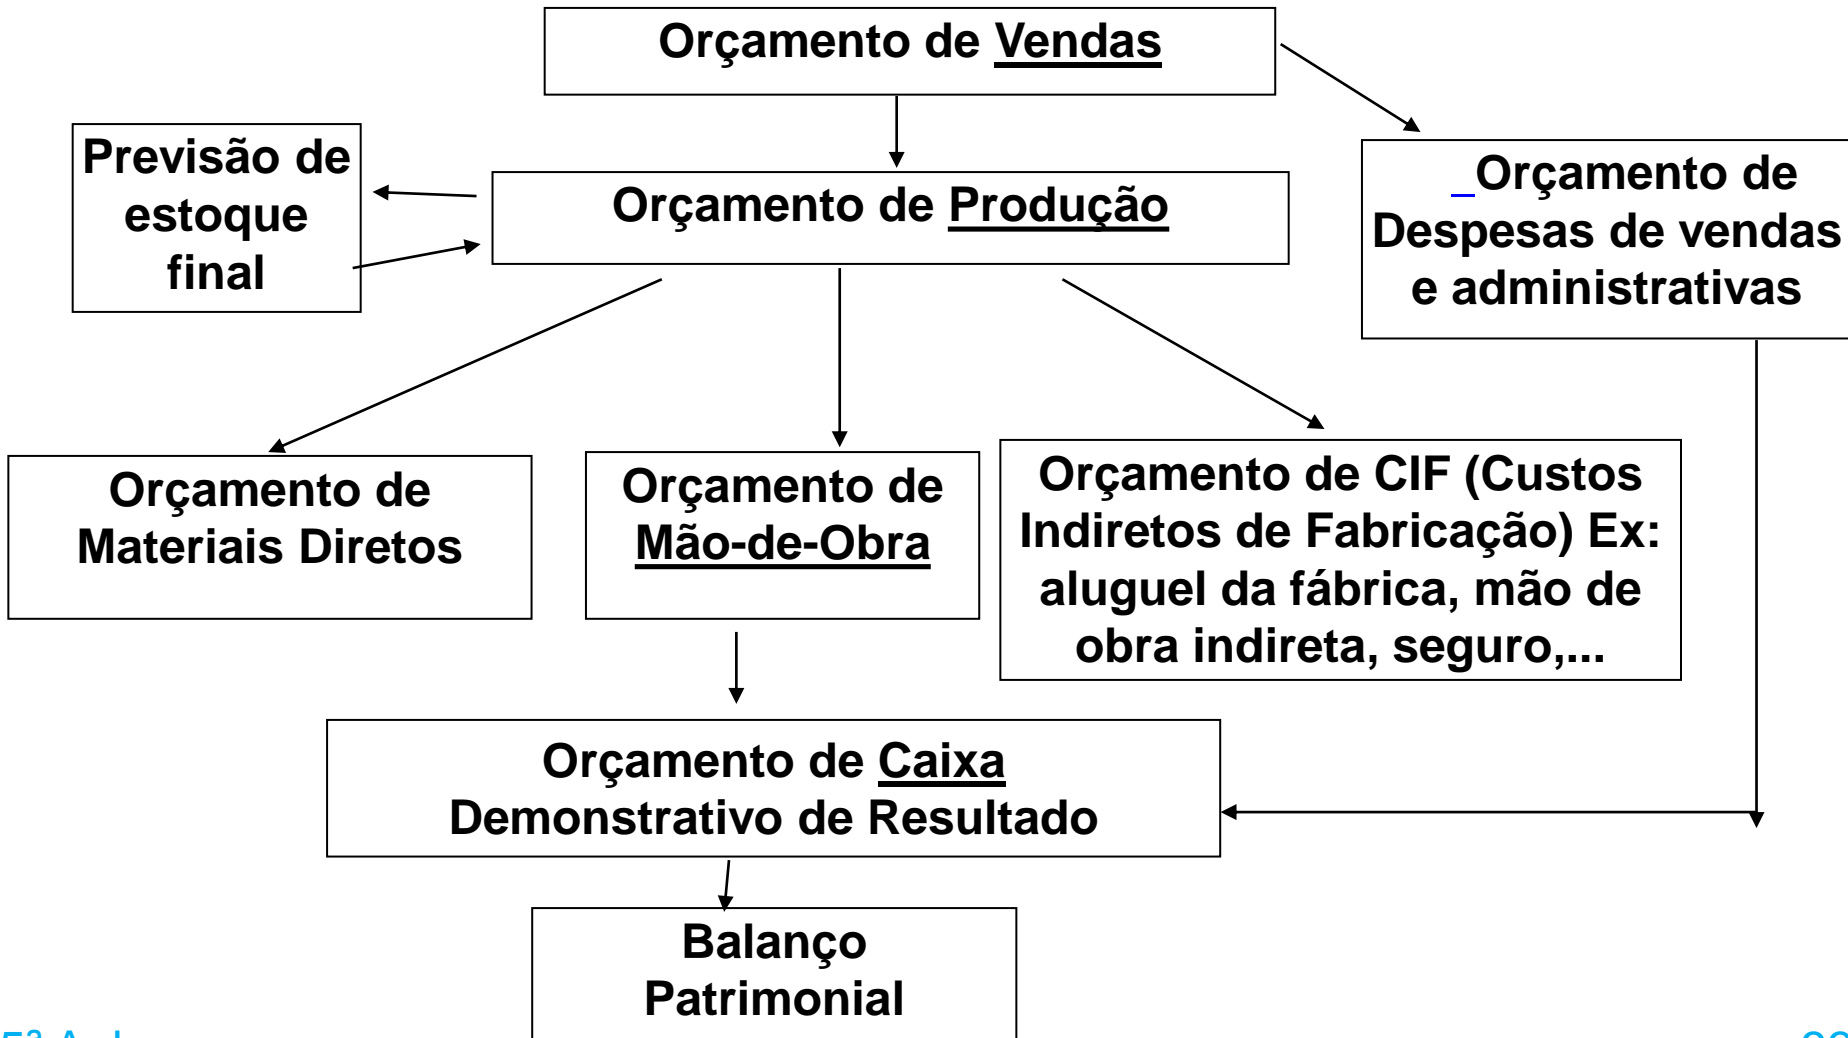 Orçamento de Vendas
Previsão de
estoque
final
Orçamento de Produção
_Orçamento de
Despesas de vendas
e administrativas
Orçamento de
Materiais Diretos
Orçamento de
Mão-de-Obra
Orçamento de CIF (Custos
Indiretos de Fabricação) Ex:
aluguel da fábrica, mão de
obra indireta, seguro,...
Orçamento de Caixa
Demonstrativo de Resultado
Balanço
Patrimonial